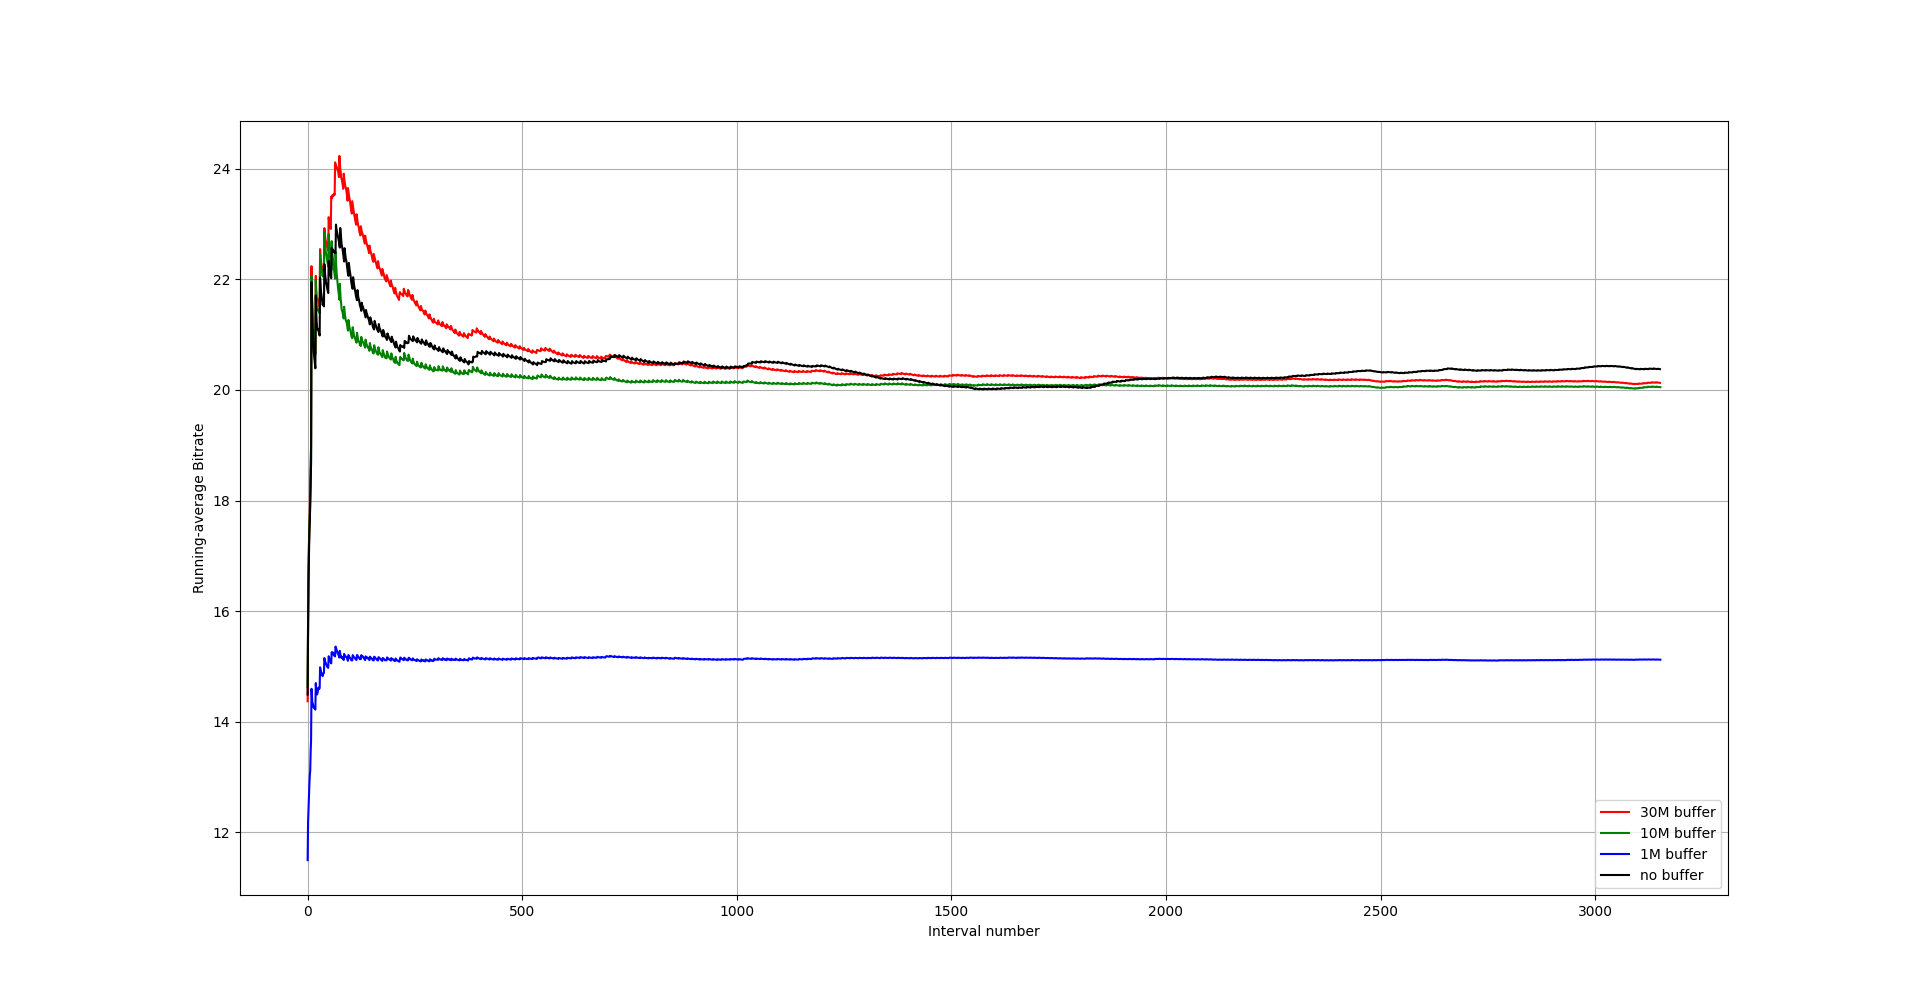 24
22
20
18
16
14
12
Running-average Bitrate
0 500 1000 1500 2000 2500 3000
Interval number
30M buffer
10M buffer
1M buffer
no buffer